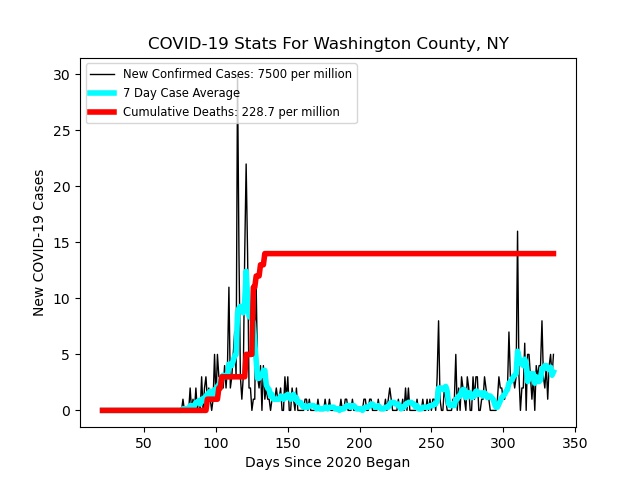 COVID-19 Stats For Washington County, NY
New Confirmed Cases: 7500 per million
7 Day Case Average
Cumulative Deaths: 228.7 per million
New COVID-19 Cases
30
25
20
15
10
5
0
50 100 150 200 250 300 350
Days Since 2020 Began